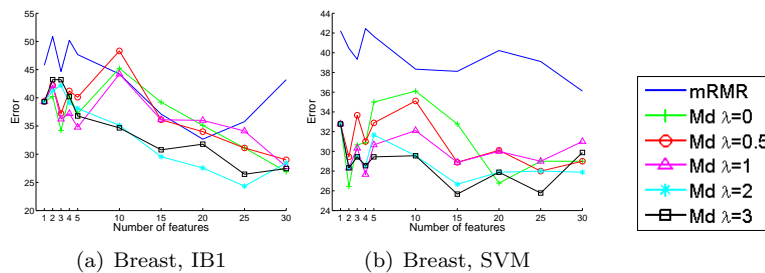 60
55
50
45
40
35
30
25
20
Error
1 2 3 4 5 10 15 20 25 30
Number of features
(a) Breast, IB1
44
42
40
38
36
34
32
30
28
26
24
Error
1 2 3 4 5 10 15 20 25 30
Number of features
(b) Breast, SVM
mRMR
Md λ=0
Md λ=0.5
Md λ=1
Md λ=2
Md λ=3